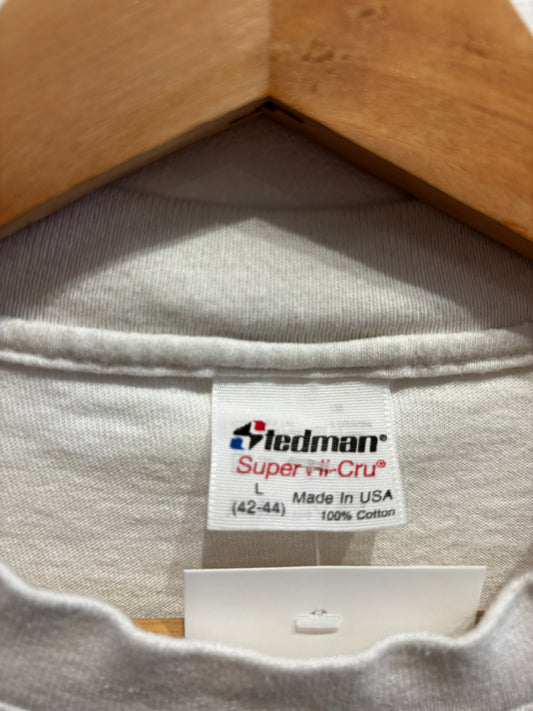 Stedman®
Super Hi-Cru®
L
(42-44)
Made In USA
100% Cotton